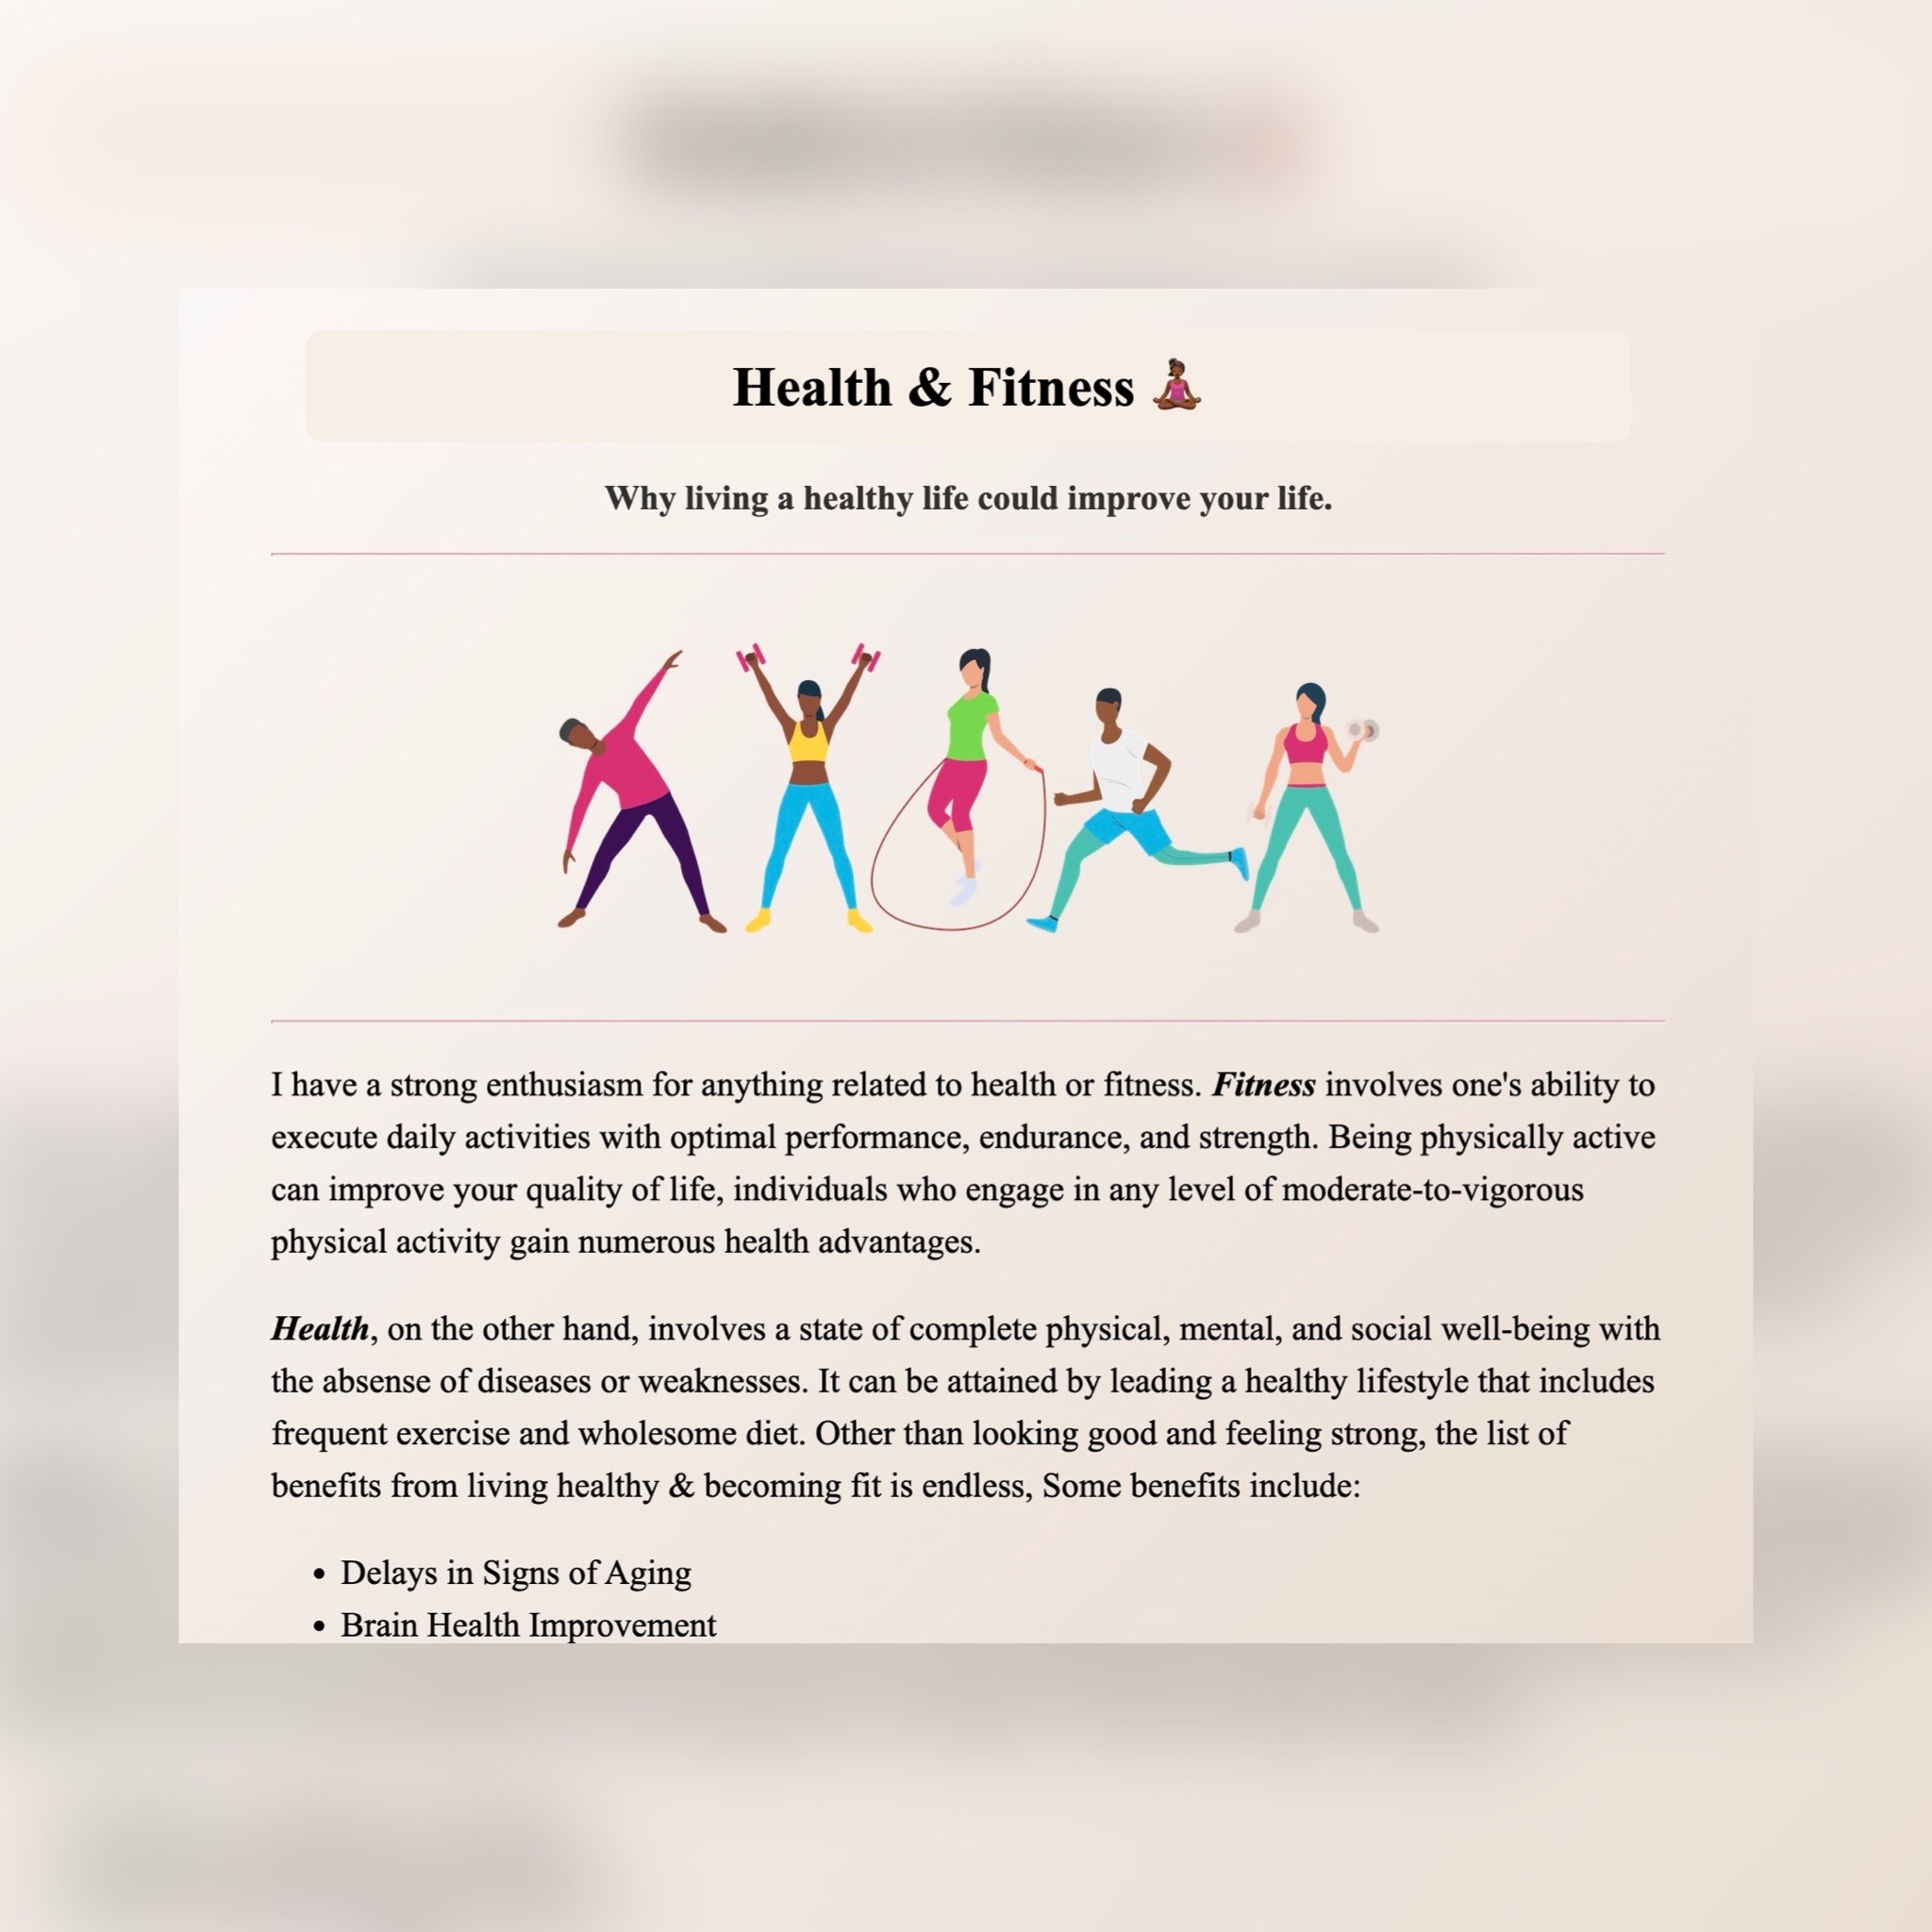 Health & Fitness 🧘🏾‍♀️
Why living a healthy life could improve your life.
I have a strong enthusiasm for anything related to health or fitness. Fitness involves one's ability to
execute daily activities with optimal performance, endurance, and strength. Being physically active
can improve your quality of life, individuals who engage in any level of moderate-to-vigorous
physical activity gain numerous health advantages.
Health, on the other hand, involves a state of complete physical, mental, and social well-being with
the absense of diseases or weaknesses. It can be attained by leading a healthy lifestyle that includes
frequent exercise and wholesome diet. Other than looking good and feeling strong, the list of
benefits from living healthy & becoming fit is endless, Some benefits include:
• Delays in Signs of Aging
• Brain Health Improvement